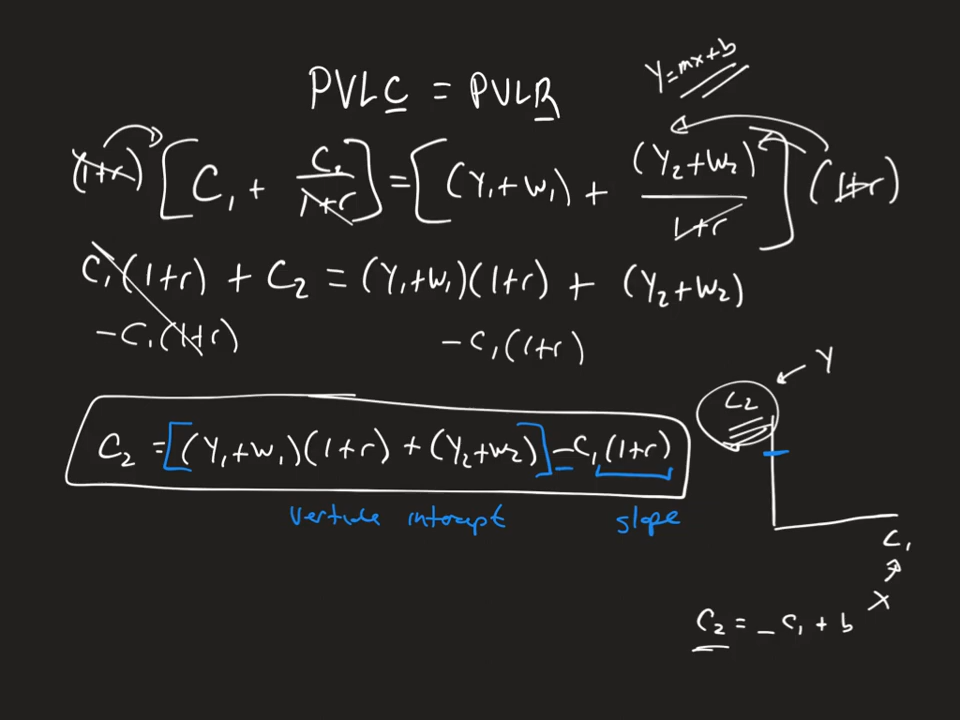 Y=mx+b
PVLC = PVLR
(1+r) [C₁ + C₂/1+r] = [(Y₁+W₁) + (Y₂+W₂)/1+r] (1+r)
C₁(1+r) + C₂ = (Y₁+W₁)(1+r) + (Y₂+W₂)
-C₁(1+r) -C₁(1+r)
Y
C₂
C₂ = [(Y₁+W₁)(1+r) + (Y₂+W₂)] - C₁(1+r)
verticle intercept slope
C₁
X
C₂ = _ C₁ + b